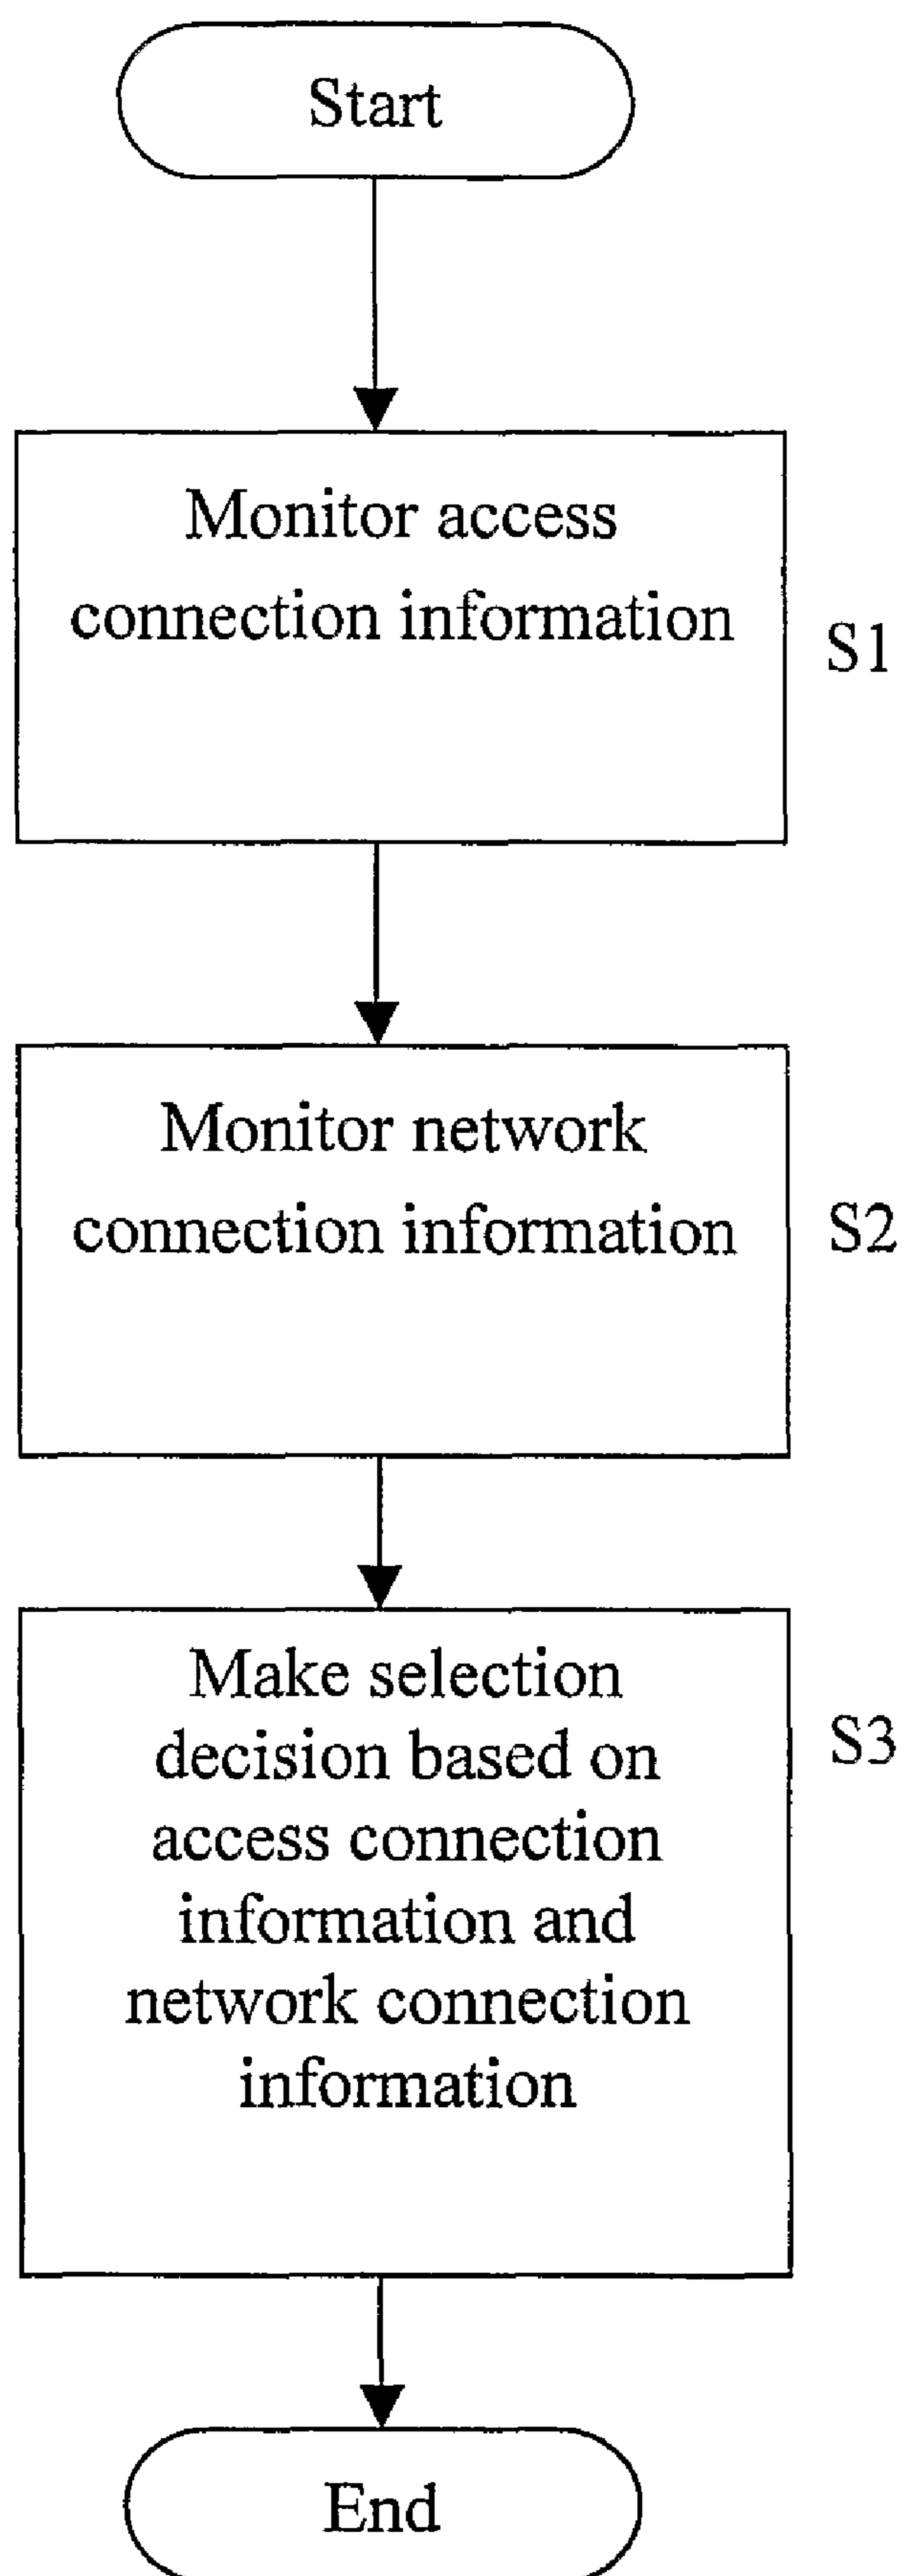 Start
Monitor access
connection information
S1
Monitor network
connection information
S2
Make selection
decision based on
access connection
information and
network connection
information
S3
End